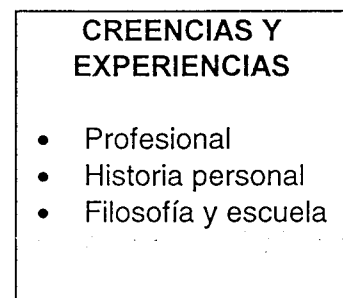 CREENCIAS Y
EXPERIENCIAS
• Profesional
• Historia personal
• Filosofía y escuela